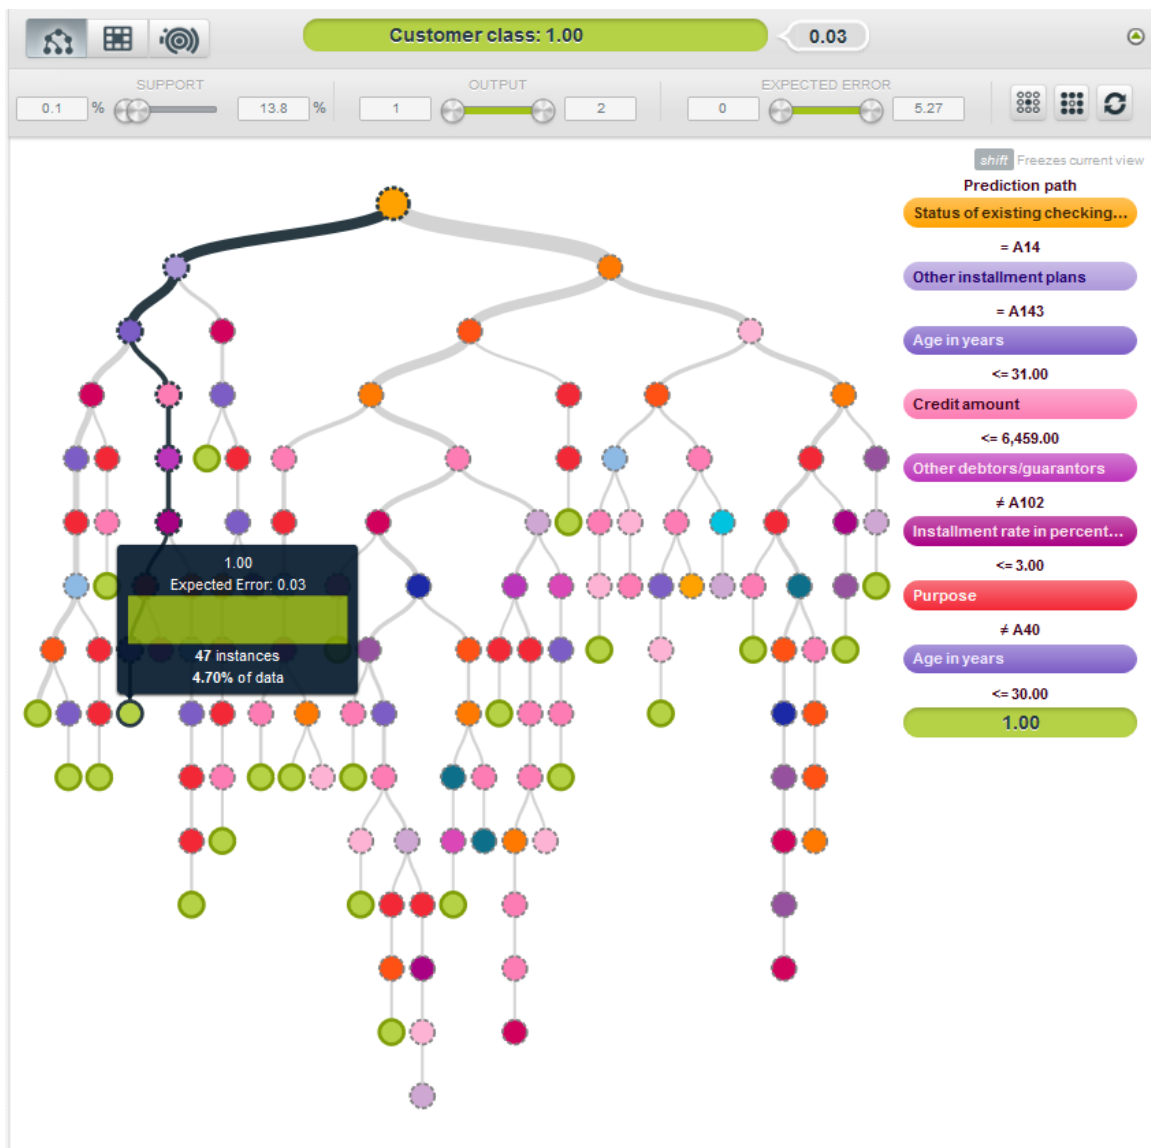 Customer class: 1.00
0.03
SUPPORT
OUTPUT
EXPECTED ERROR
0.1 %
13.8 %
1
2
0
5.27
shift Freezes current view
Prediction path
Status of existing checking...
= A14
Other installment plans
= A143
Age in years
<= 31.00
Credit amount
<= 6,459.00
Other debtors/guarantors
≠ A102
Installment rate in percent...
<= 3.00
Purpose
≠ A40
Age in years
<= 30.00
1.00
1.00
Expected Error: 0.03
47 instances
4.70% of data